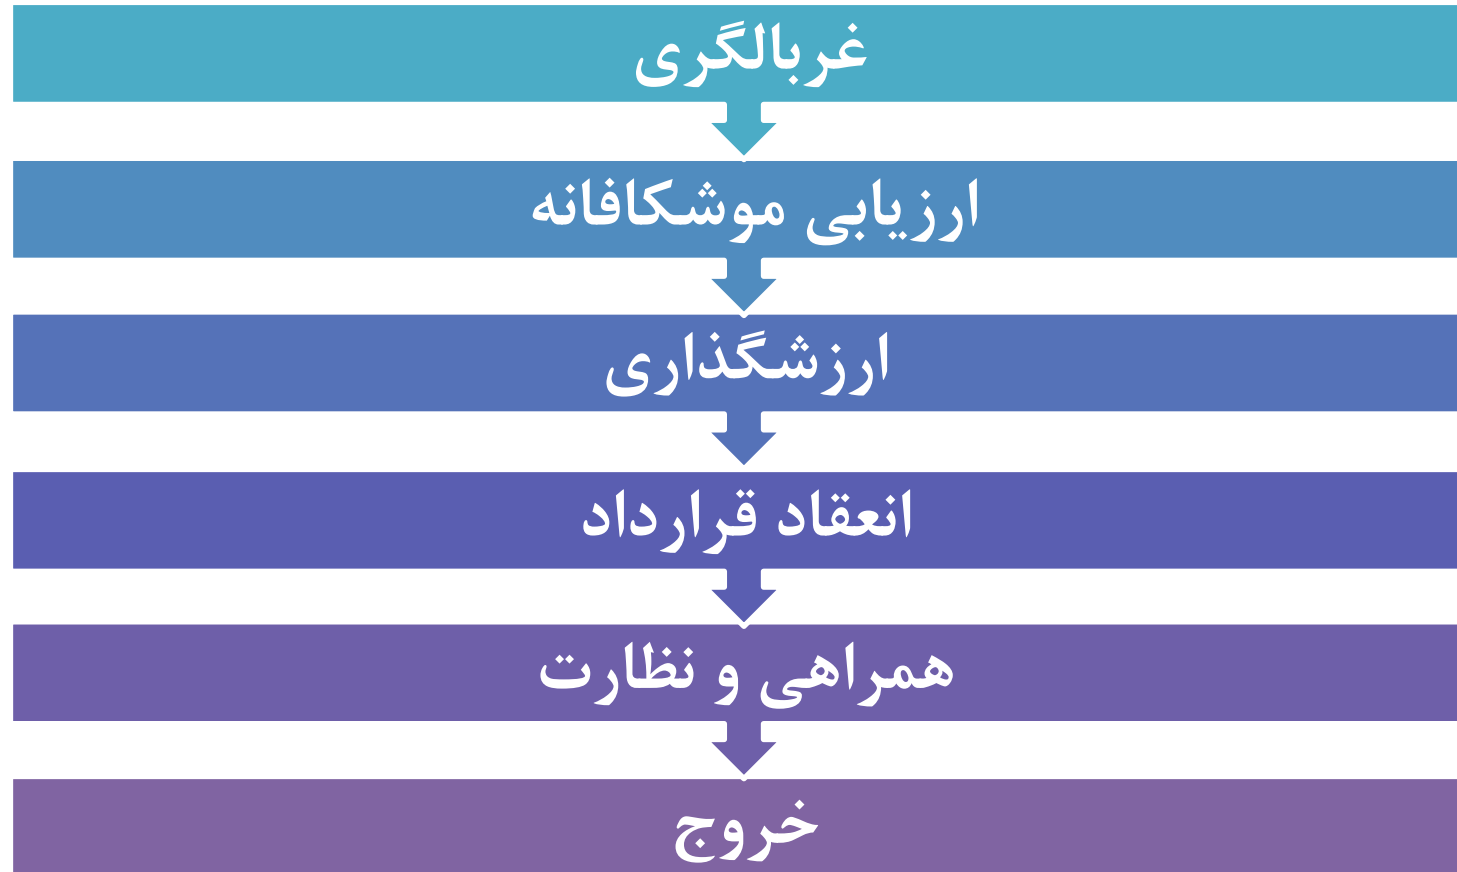 غربالگری
ارزیابی موشکافانه
ارزشگذاری
انعقاد قرارداد
همراهی و نظارت
خروج